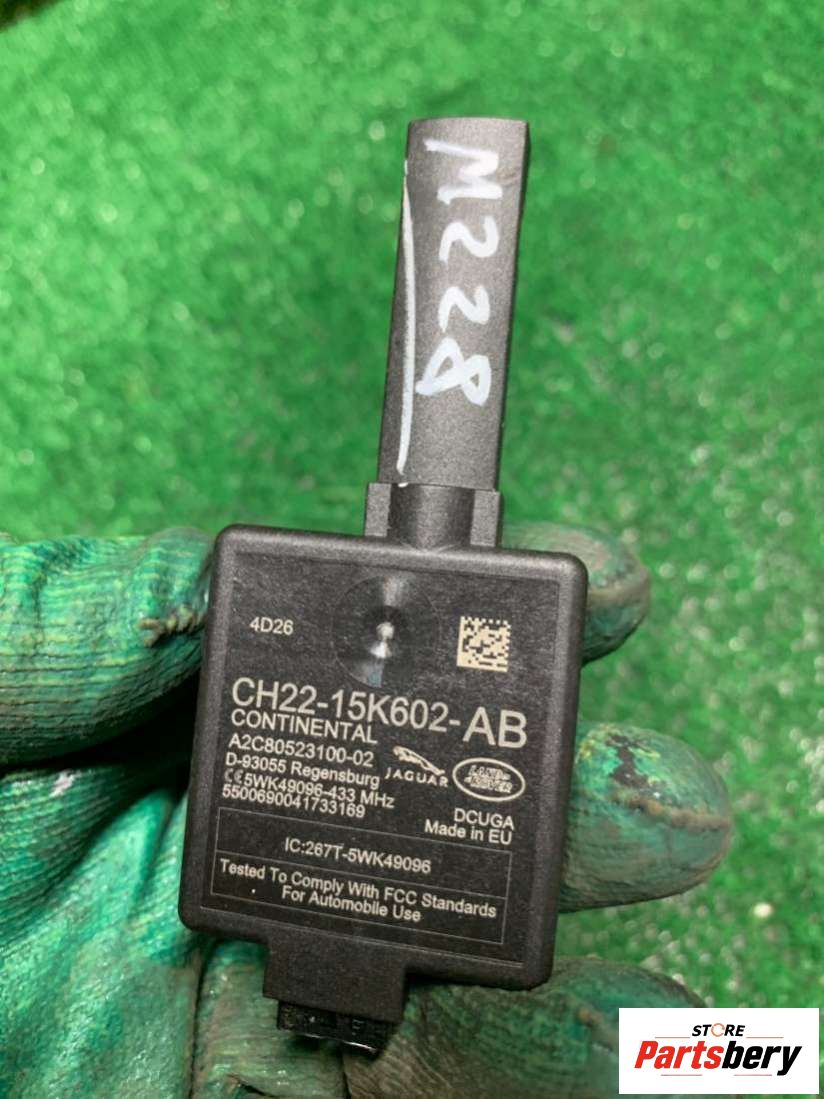 M228
4D26
CH22-15K602-AB
CONTINENTAL
A2C80523100-02
D-93055 Regensburg
CE 5WK49096-433 MHz
5500690041733169
JAGUAR
LAND ROVER
DCUGA
Made in EU
IC:267T-5WK49096
Tested To Comply With FCC Standards
For Automobile Use
STORE
Partsbery